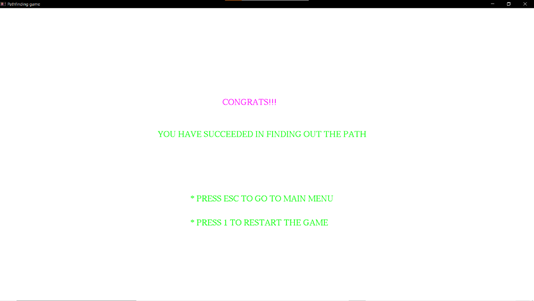 Pathfinding-game
CONGRATS!!!
YOU HAVE SUCCEEDED IN FINDING OUT THE PATH
* PRESS ESC TO GO TO MAIN MENU
* PRESS 1 TO RESTART THE GAME